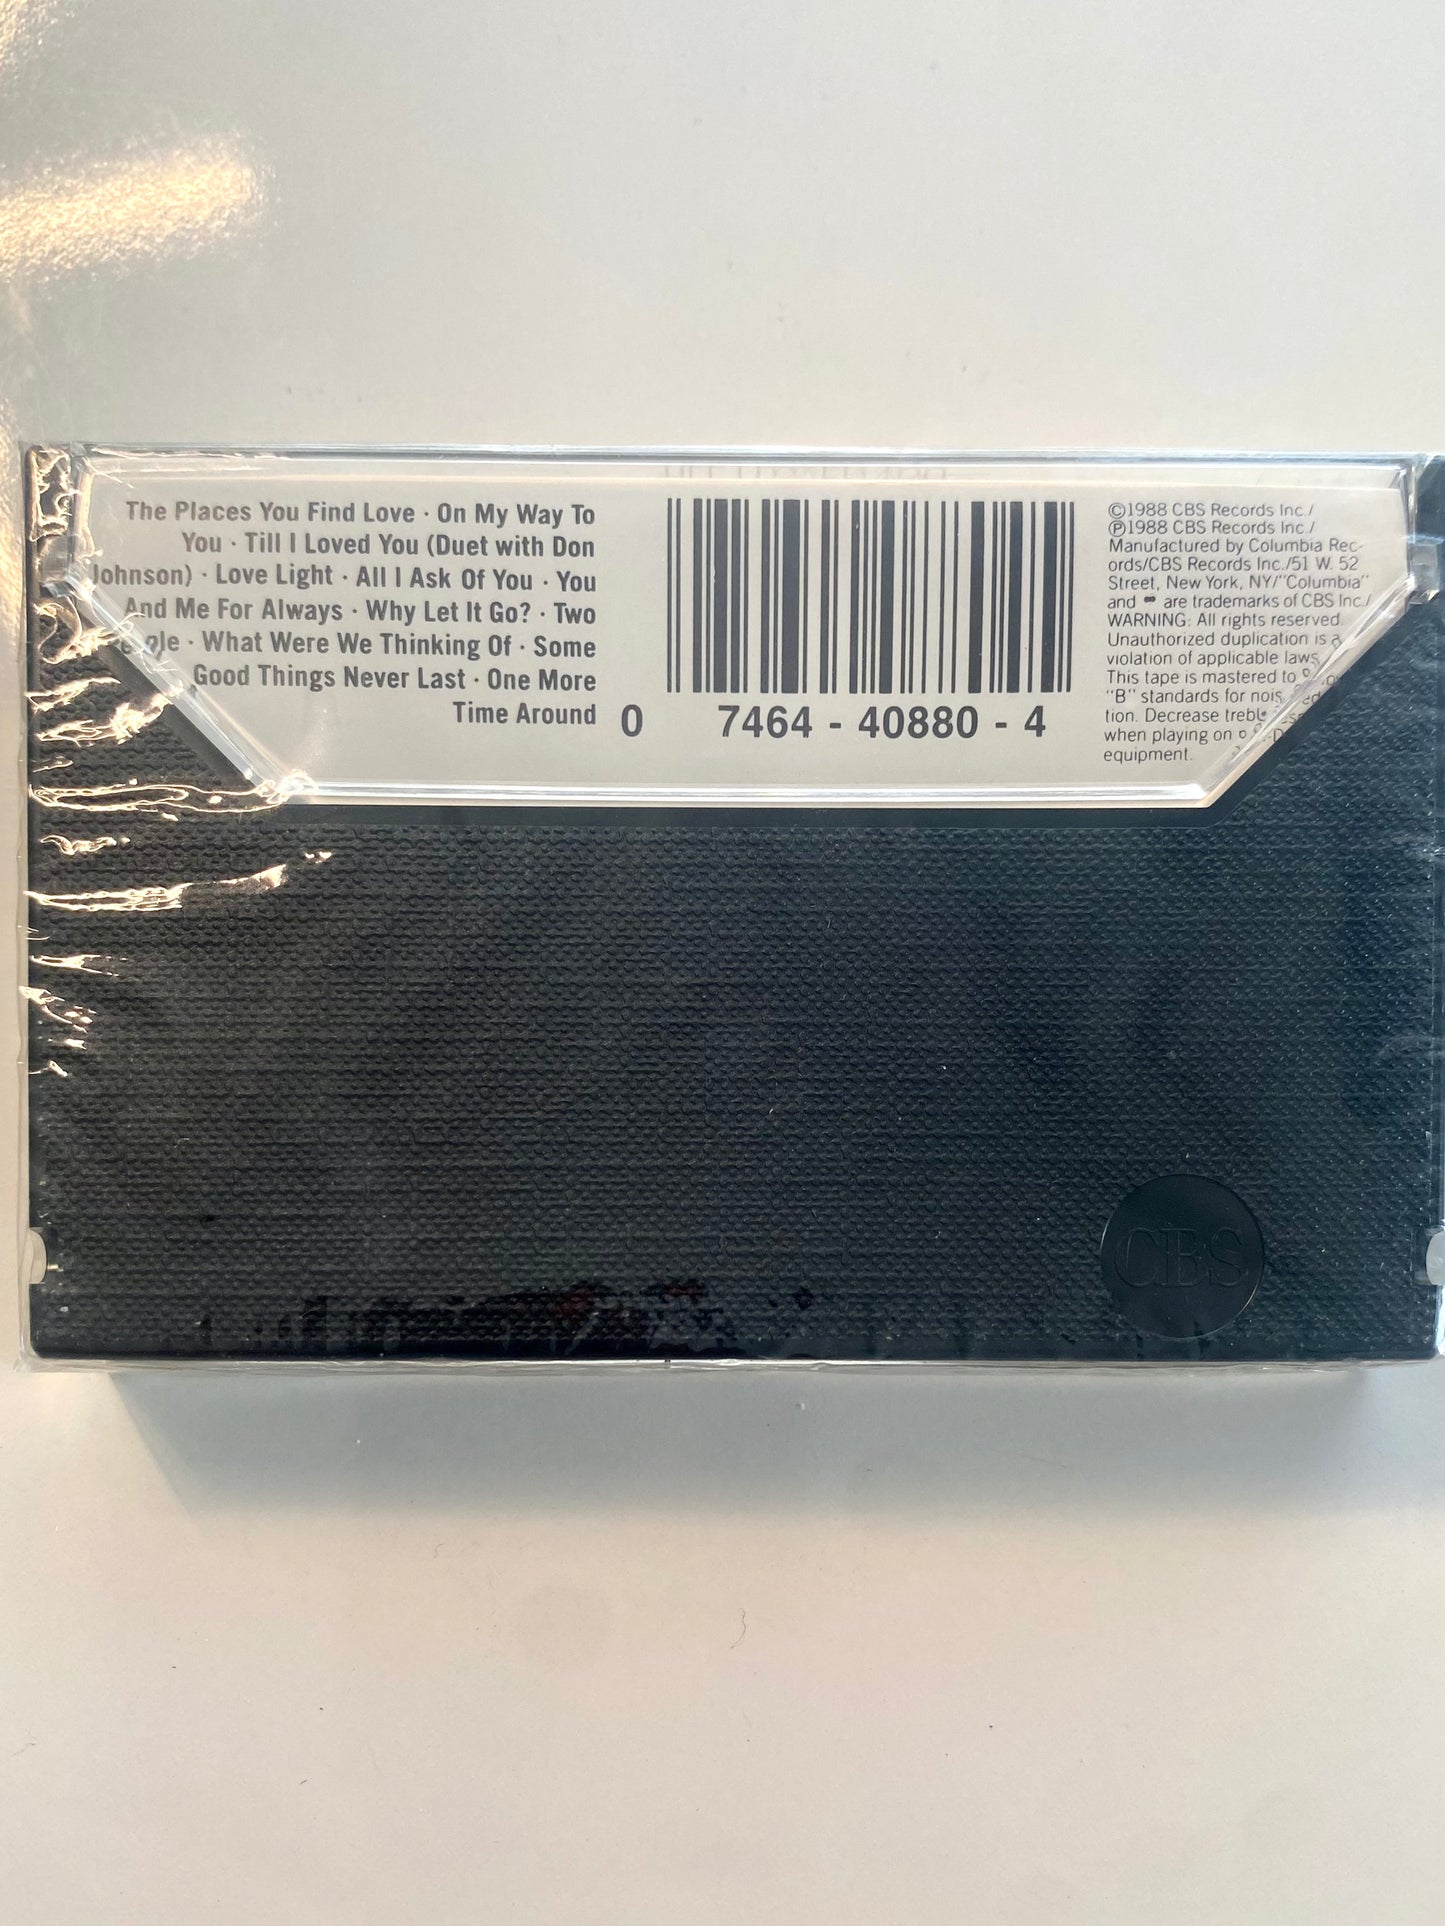 The Places You Find Love · On My Way To
You · Till I Loved You (Duet with Don
Johnson) · Love Light · All I Ask Of You · You
And Me For Always · Why Let It Go? · Two
· What Were We Thinking Of · Some
Good Things Never Last · One More
Time Around
0 7464 - 40880 - 4
©1988 CBS Records Inc./
℗1988 CBS Records Inc./
Manufactured by Columbia Rec-
ords/CBS Records Inc./51 W. 52
Street, New York, NY/"Columbia"
and are trademarks of CBS Inc./
WARNING: All rights reserved.
Unauthorized duplication is a
violation of applicable laws.
This tape is mastered to
"B" standards for
tion. Decrease
when playing on
equipment.
CBS